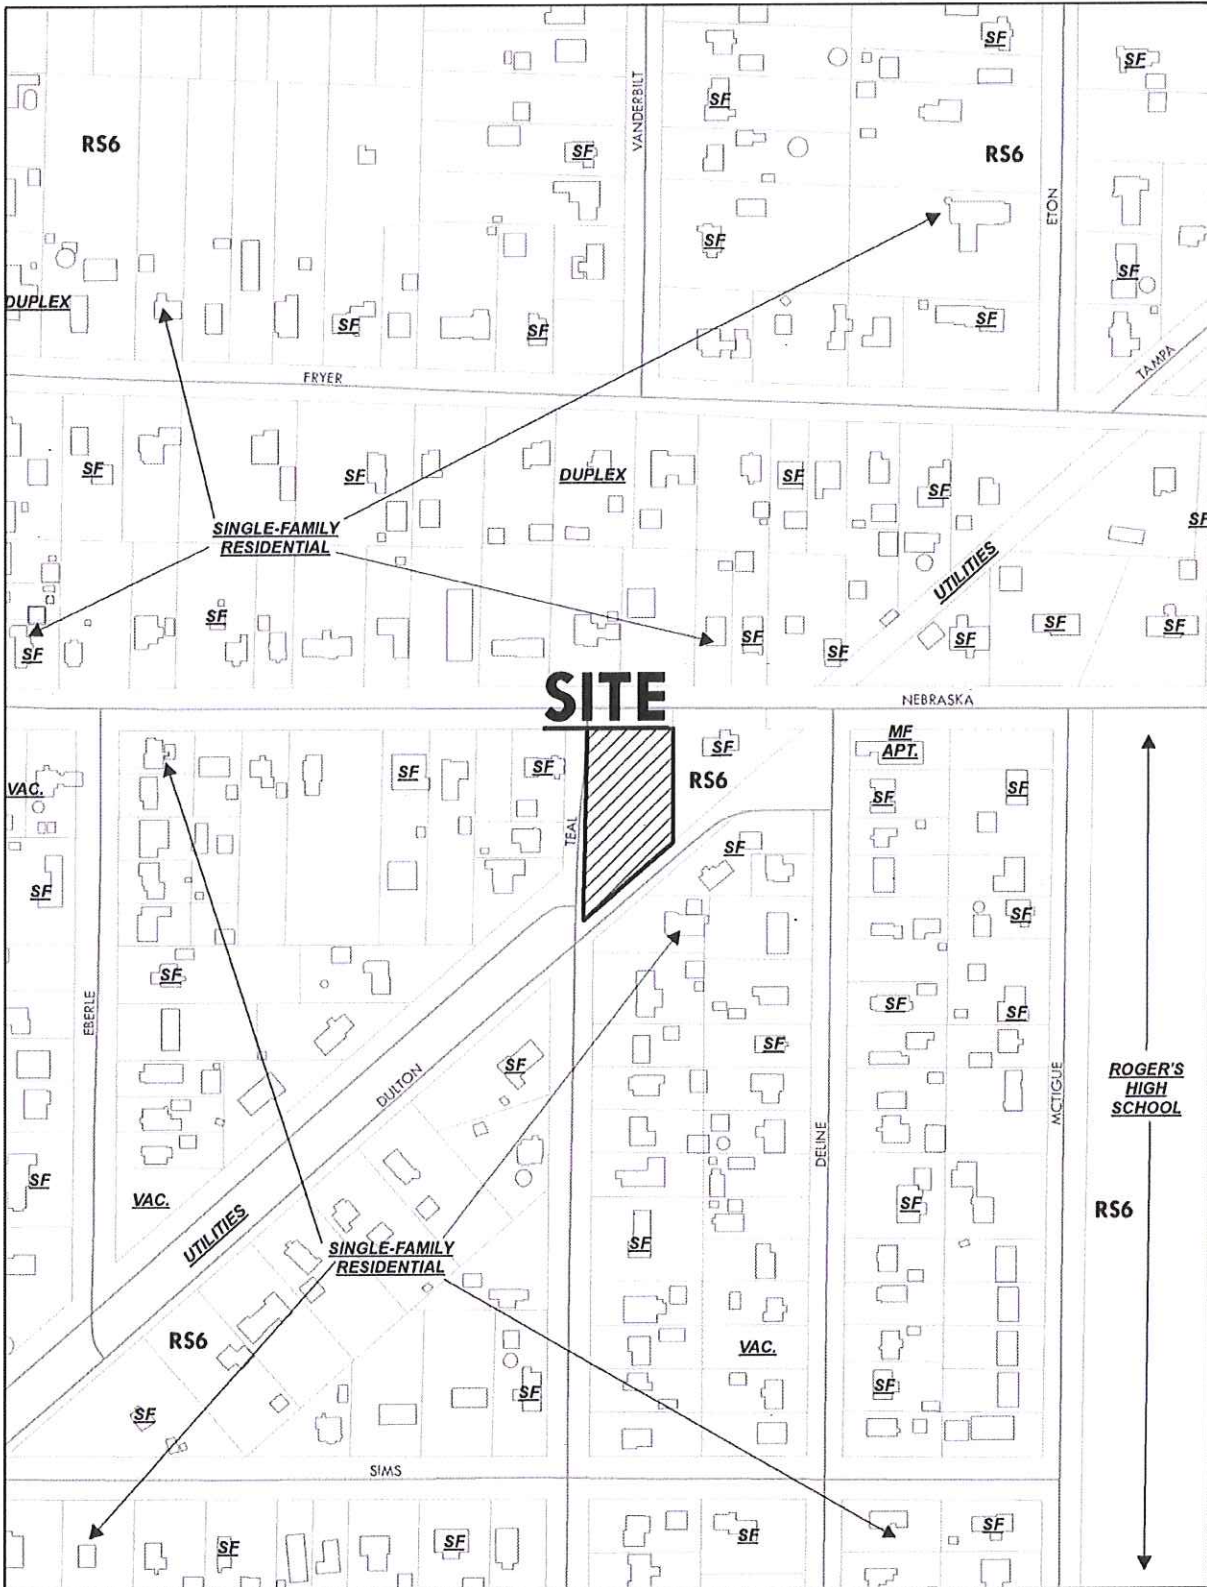 SF
SF
VANDERBILT
SF
RS6
SF
RS6
ETON
SF
SF
DUPLEX
SF
SF
SF
TAMPA
FRYER
SF
SF
DUPLEX
SF
SF
SF
SINGLE-FAMILY
RESIDENTIAL
UTILITIES
SF
SF
SF
SF
SF
SF
SF
SITE
NEBRASKA
SF
MF
APT.
SF
SF
RS6
VAC.
SF
SF
TEAL
SF
SF
SF
SF
EBERLE
SF
SF
SF
SF
DULTON
ROGER'S
HIGH
SCHOOL
MCTIGUE
DELINE
SF
VAC.
SF
RS6
UTILITIES
SF
SINGLE-FAMILY
RESIDENTIAL
RS6
VAC.
SF
SF
SF
SIMS
SF
SF
SF
SF